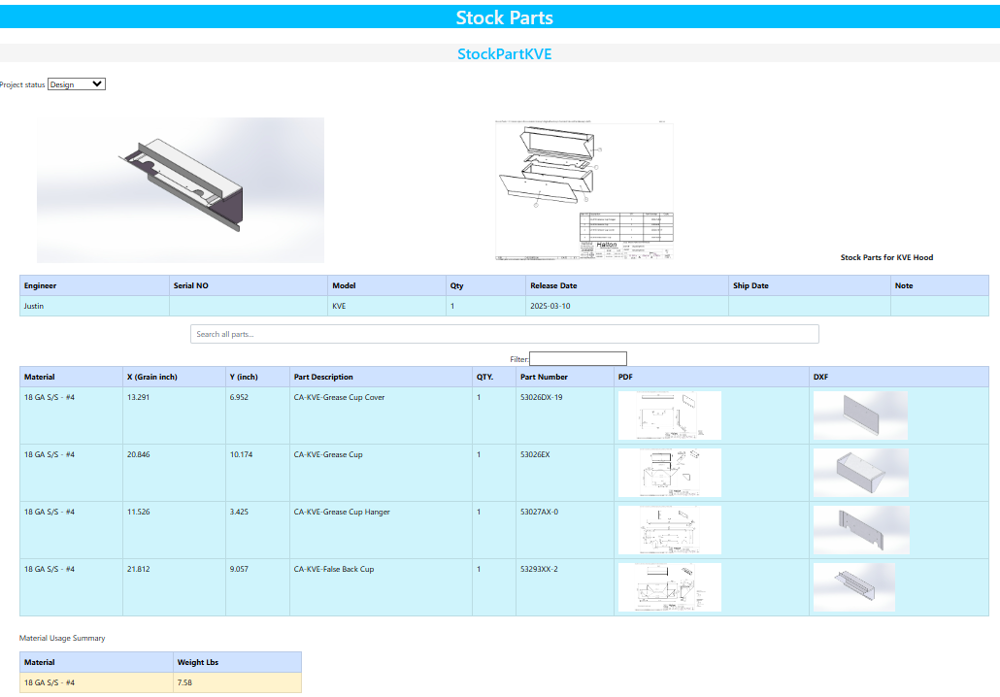 Stock Parts
StockPartKVE
Project status Design
Halton
Stock Parts for KVE Hood
Engineer Serial NO Model Qty Release Date Ship Date Note
Justin KVE 1 2025-03-10
Search all parts...
Filter:
Material X (Grain inch) Y (inch) Part Description QTY. Part Number PDF DXF
18 GA S/S - #4 13.291 6.952 CA-KVE-Grease Cup Cover 1 53026DX-19
18 GA S/S - #4 20.846 10.174 CA-KVE-Grease Cup 1 53026EX
18 GA S/S - #4 11.526 3.425 CA-KVE-Grease Cup Hanger 1 53027AX-0
18 GA S/S - #4 21.812 9.057 CA-KVE-False Back Cup 1 53293XX-2
Material Usage Summary
Material Weight Lbs
18 GA S/S - #4 7.58